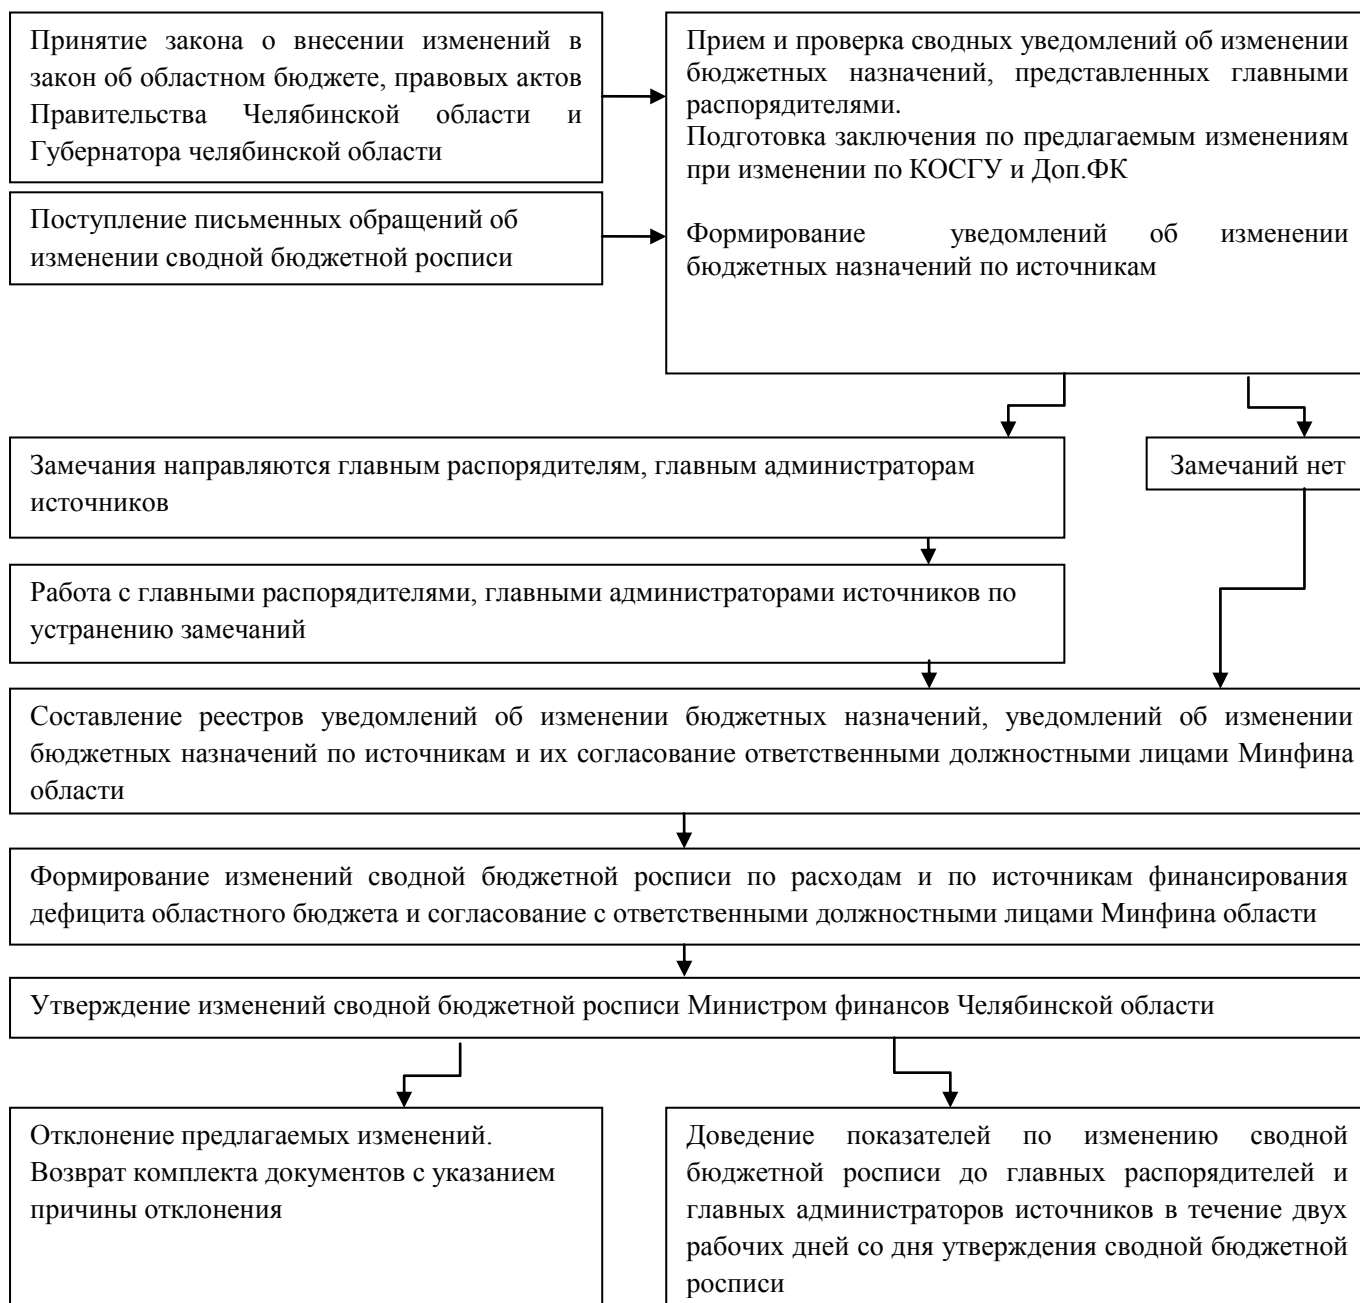 Принятие закона о внесении изменений в
закон об областном бюджете, правовых актов
Правительства Челябинской области и
Губернатора челябинской области
Поступление письменных обращений об
изменении сводной бюджетной росписи
Прием и проверка сводных уведомлений об изменении
бюджетных назначений, представленных главными
распорядителями.
Подготовка заключения по предлагаемым изменениям
при изменении по КОСГУ и Доп.ФК
Формирование уведомлений об изменении
бюджетных назначений по источникам
Замечания направляются главным распорядителям, главным администраторам
источников
Замечаний нет
Работа с главными распорядителями, главными администраторами источников по
устранению замечаний
Составление реестров уведомлений об изменении бюджетных назначений, уведомлений об изменении
бюджетных назначений по источникам и их согласование ответственными должностными лицами Минфина
области
Формирование изменений сводной бюджетной росписи по расходам и по источникам финансирования
дефицита областного бюджета и согласование с ответственными должностными лицами Минфина области
Утверждение изменений сводной бюджетной росписи Министром финансов Челябинской области
Отклонение предлагаемых изменений.
Возврат комплекта документов с указанием
причины отклонения
Доведение показателей по изменению сводной
бюджетной росписи до главных распорядителей и
главных администраторов источников в течение двух
рабочих дней со дня утверждения сводной бюджетной
росписи